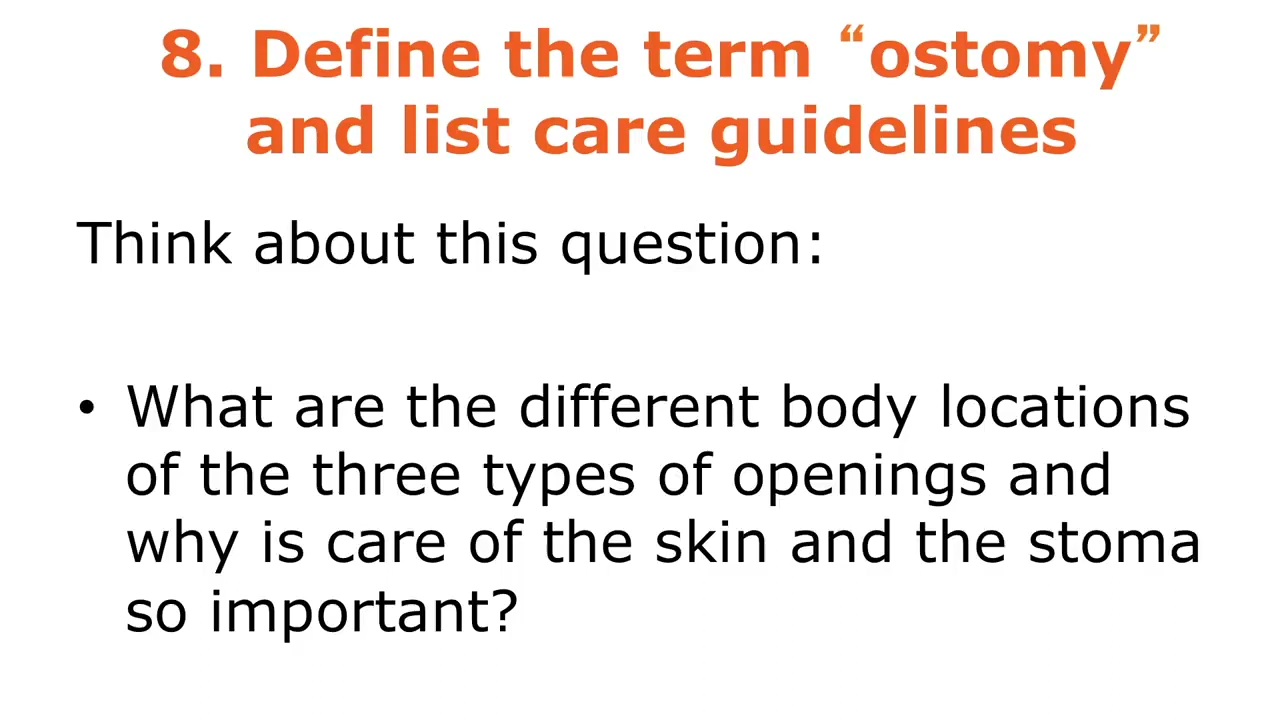 8. Define the term “ostomy”
and list care guidelines
Think about this question:
• What are the different body locations
of the three types of openings and
why is care of the skin and the stoma
so important?